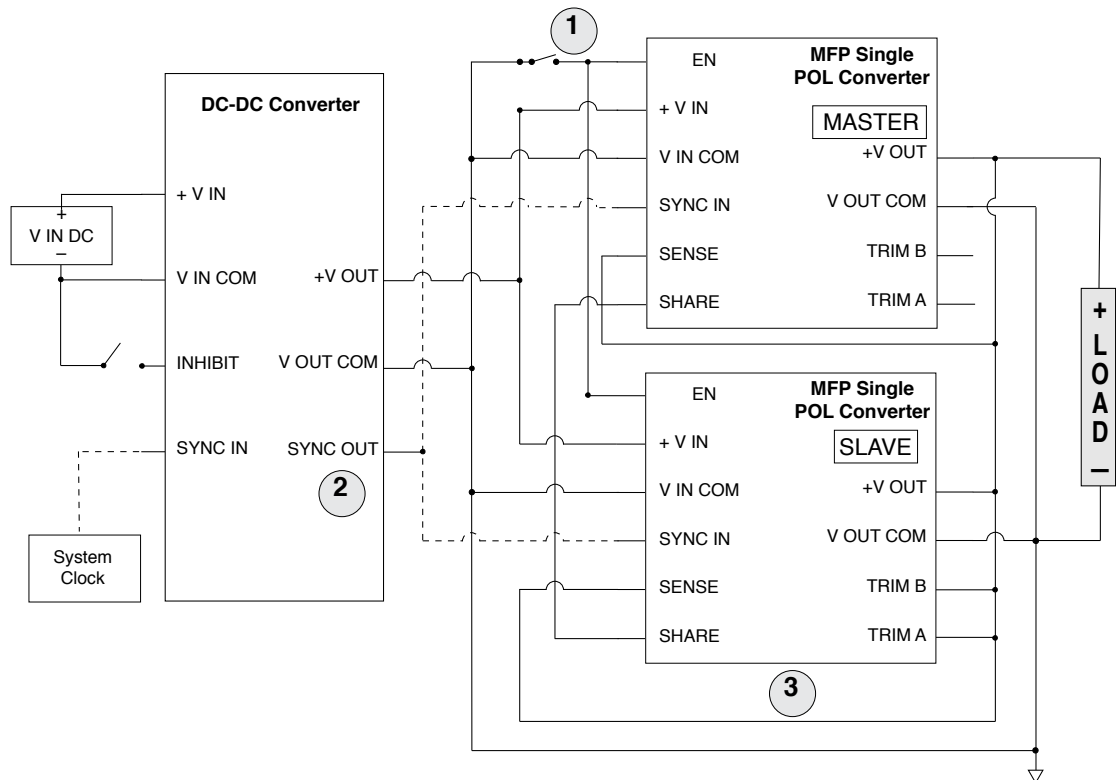 1
DC-DC Converter
+ V IN
V IN COM
INHIBIT
SYNC IN
+V OUT
V OUT COM
SYNC OUT
2
+
V IN DC
–
System
Clock
MFP Single
POL Converter
MASTER
EN
+ V IN
V IN COM
SYNC IN
SENSE
SHARE
+V OUT
V OUT COM
TRIM B
TRIM A
MFP Single
POL Converter
SLAVE
EN
+ V IN
V IN COM
SYNC IN
SENSE
SHARE
+V OUT
V OUT COM
TRIM B
TRIM A
3
+ LOAD –